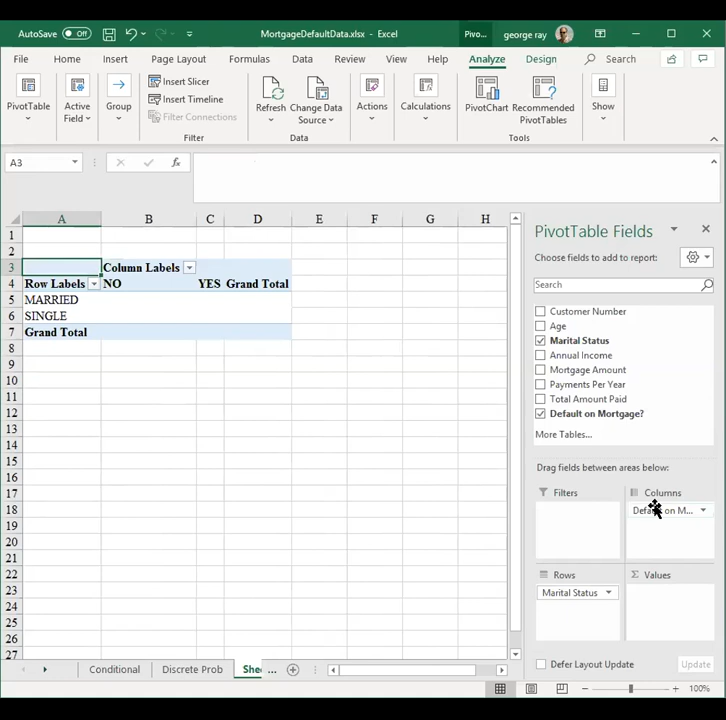 AutoSave Off MortgageDefaultData.xlsx - Excel Pivo... george ray
File Home Insert Page Layout Formulas Data Review View Help Analyze Design Search
PivotTable Active Field Group Insert Slicer Insert Timeline Filter Connections Refresh Change Data Source Actions Calculations PivotChart Recommended PivotTables Show
Filter Data Tools
A3 fx
A B C D E F G H
1
2
3 Column Labels
4 Row Labels NO YES Grand Total
5 MARRIED
6 SINGLE
7 Grand Total
8
9
10
11
12
13
14
15
16
17
18
19
20
21
22
23
24
25
26
27
PivotTable Fields
Choose fields to add to report:
Search
Customer Number
Age
Marital Status
Annual Income
Mortgage Amount
Payments Per Year
Total Amount Paid
Default on Mortgage?
More Tables...
Drag fields between areas below:
Filters Columns
Default on M...
Rows Σ Values
Marital Status
Defer Layout Update Update
Conditional Discrete Prob Shee ...
100%